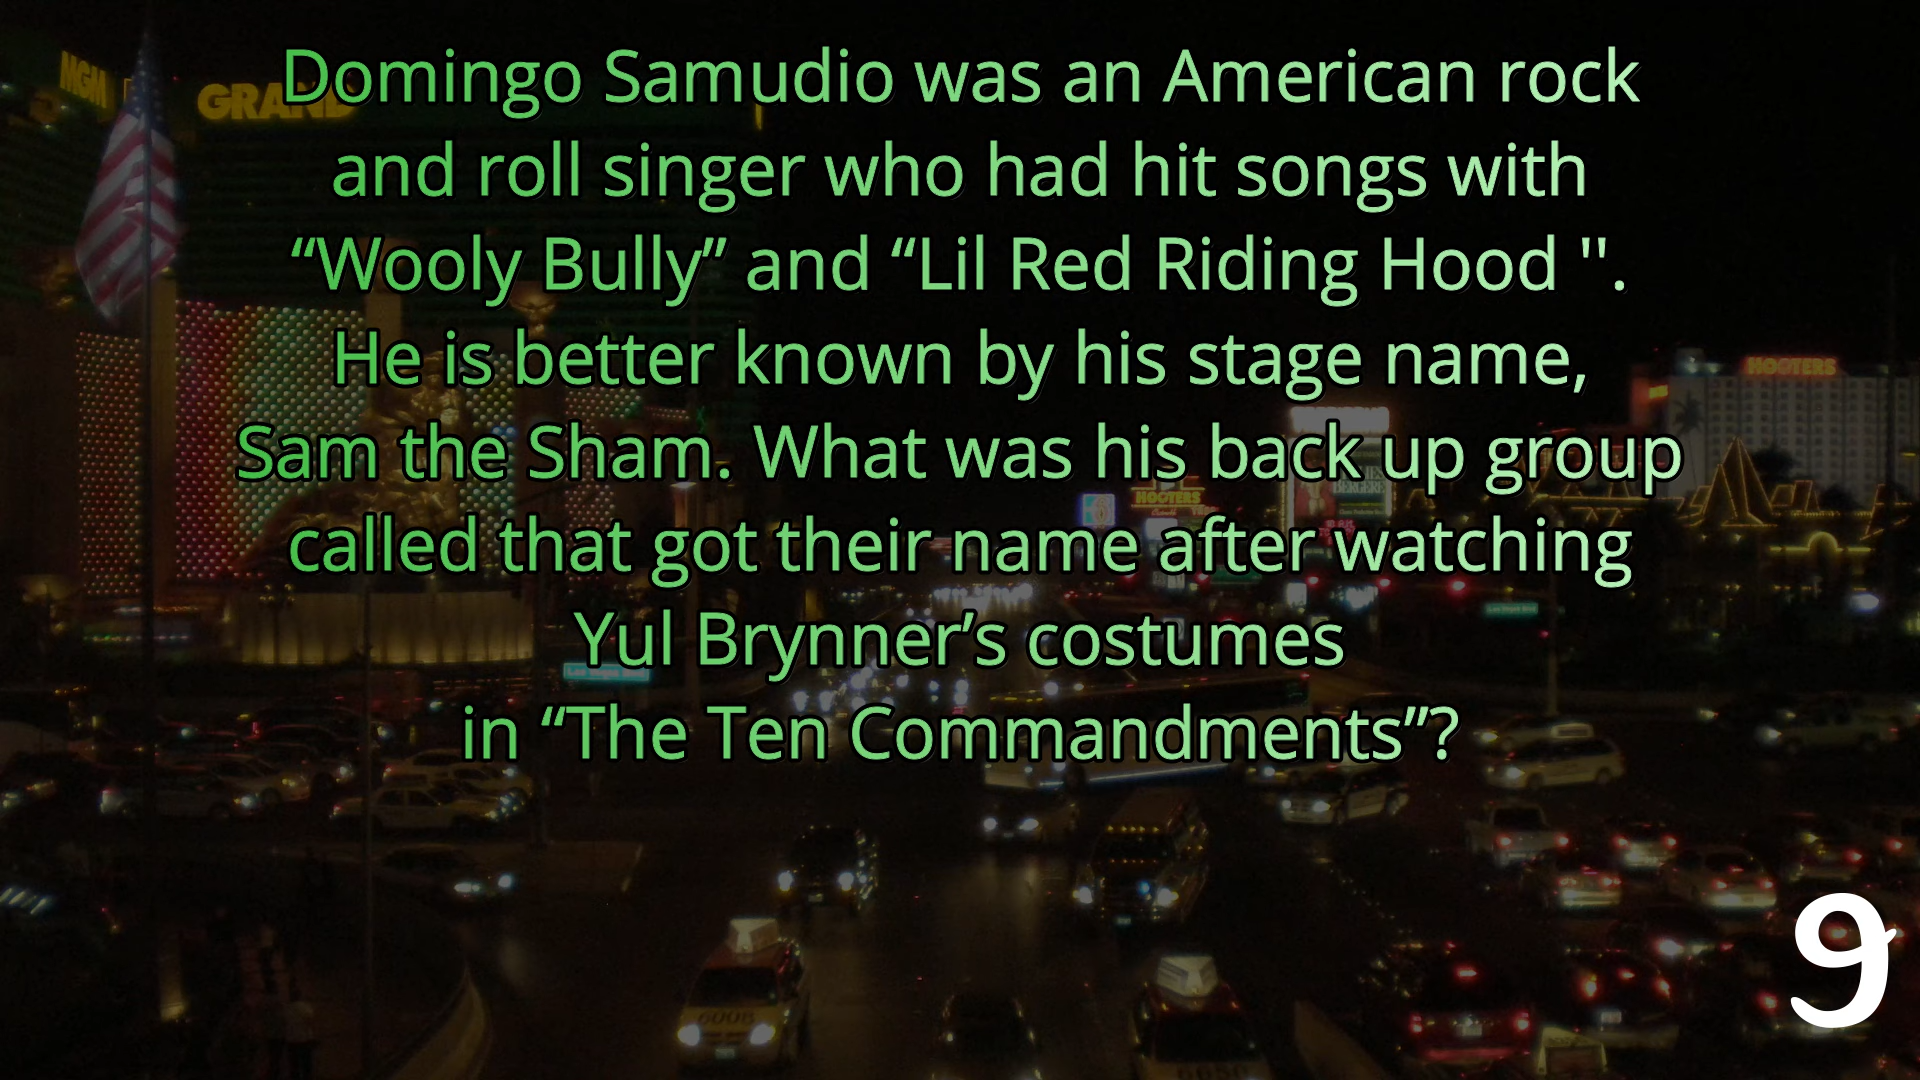 MGM GRAND
Domingo Samudio was an American rock
and roll singer who had hit songs with
“Wooly Bully” and “Lil Red Riding Hood ".
He is better known by his stage name,
Sam the Sham. What was his back up group
called that got their name after watching
Yul Brynner’s costumes
in “The Ten Commandments”?
HOOTERS
HOOTERS
9
6008